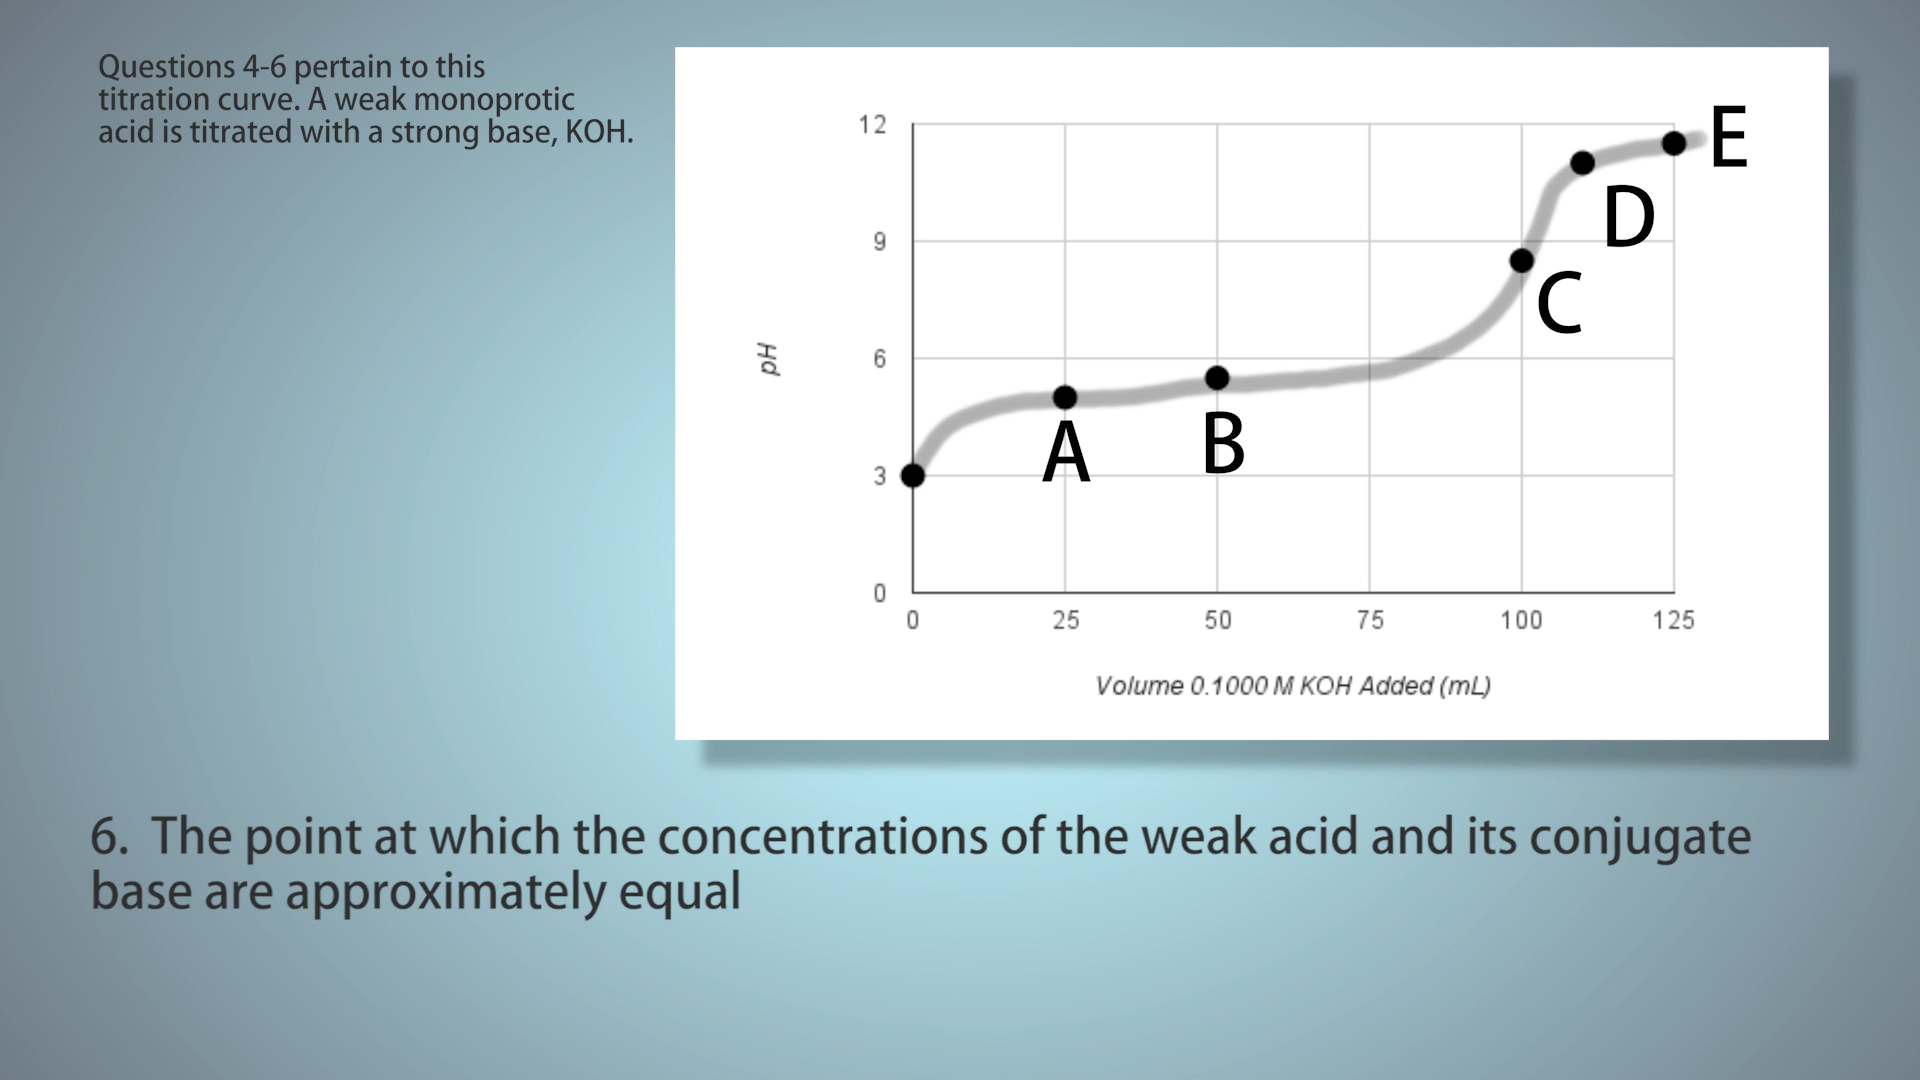 Questions 4-6 pertain to this
titration curve. A weak monoprotic
acid is titrated with a strong base, KOH.
12
9
6
3
0
pH
0 25 50 75 100 125
Volume 0.1000 M KOH Added (mL)
A
B
C
D
E
6. The point at which the concentrations of the weak acid and its conjugate
base are approximately equal